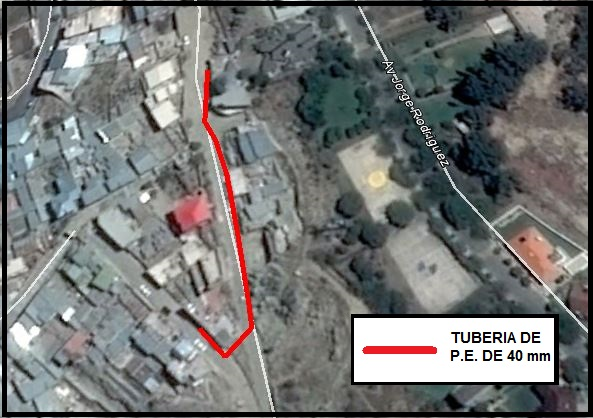 Av Jorge Rodriguez
TUBERIA DE
P.E. DE 40 mm